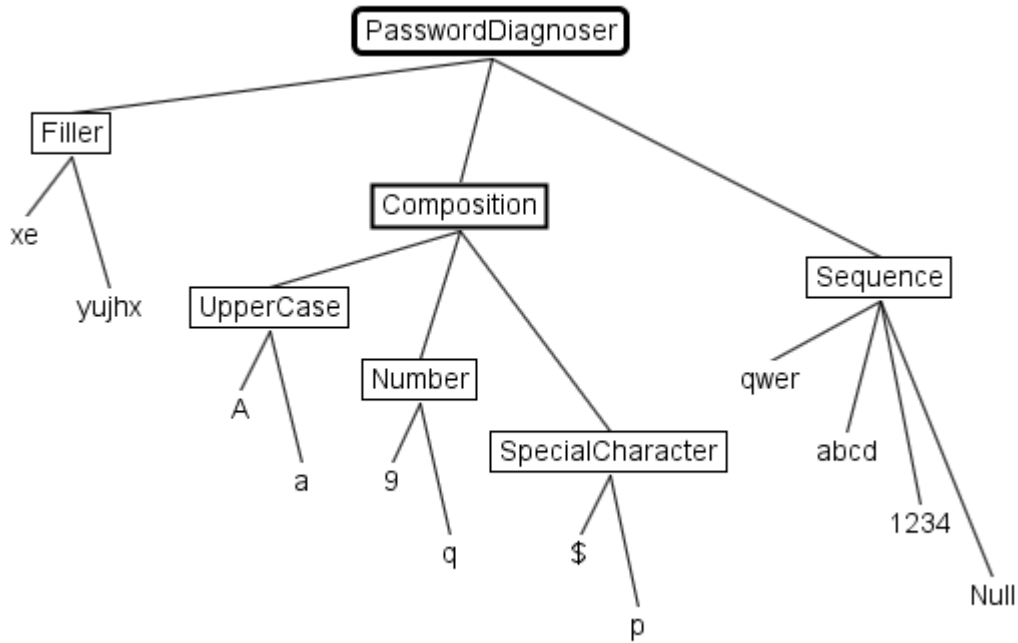 PasswordDiagnoser
Filler
Composition
xe
Sequence
yujhx
UpperCase
Number
qwer
A
SpecialCharacter
abcd
a
9
1234
q
$
Null
p